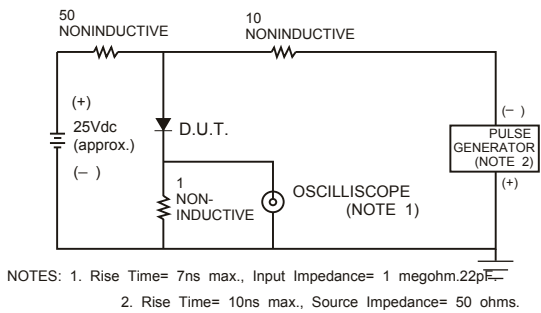 50
NONINDUCTIVE
10
NONINDUCTIVE
(+)
25Vdc
(approx.)
(– )
D.U.T.
1
NON-
INDUCTIVE
OSCILLISCOPE
(NOTE 1)
(– )
PULSE
GENERATOR
(NOTE 2)
(+)
NOTES: 1. Rise Time= 7ns max., Input Impedance= 1 megohm.22pF.
2. Rise Time= 10ns max., Source Impedance= 50 ohms.